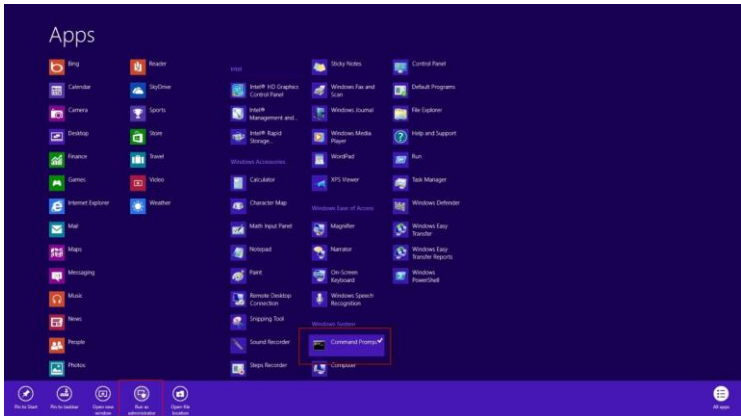 Apps
Bing
Calendar
Camera
Desktop
Finance
Games
Internet Explorer
Mail
Maps
Messaging
Music
News
People
Photos
Reader
SkyDrive
Sports
Store
Travel
Video
Weather
Intel
Intel® HD Graphics
Control Panel
Intel®
Management and...
Intel® Rapid
Storage...
Windows Accessories
Calculator
Character Map
Math Input Panel
Notepad
Paint
Remote Desktop
Connection
Snipping Tool
Sound Recorder
Steps Recorder
Sticky Notes
Windows Fax and
Scan
Windows Journal
Windows Media
Player
WordPad
XPS Viewer
Windows Ease of Access
Magnifier
Narrator
On-Screen
Keyboard
Windows Speech
Recognition
Windows System
Command Prompt
Computer
Control Panel
Default Programs
File Explorer
Help and Support
Run
Task Manager
Windows Defender
Windows Easy
Transfer
Windows Easy
Transfer Reports
Windows
PowerShell
Pin to Start
Pin to taskbar
Open new
window
Run as
administrator
Open file
location
All apps